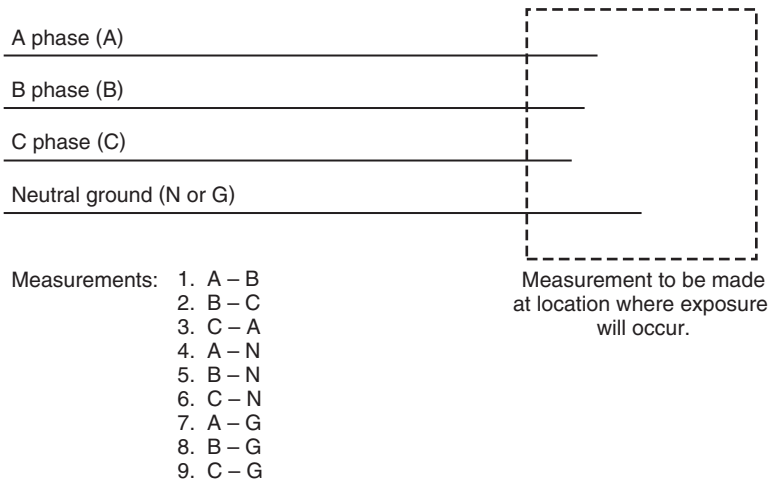 A phase (A)
B phase (B)
C phase (C)
Neutral ground (N or G)
Measurements: 1. A – B
2. B – C
3. C – A
4. A – N
5. B – N
6. C – N
7. A – G
8. B – G
9. C – G
Measurement to be made
at location where exposure
will occur.